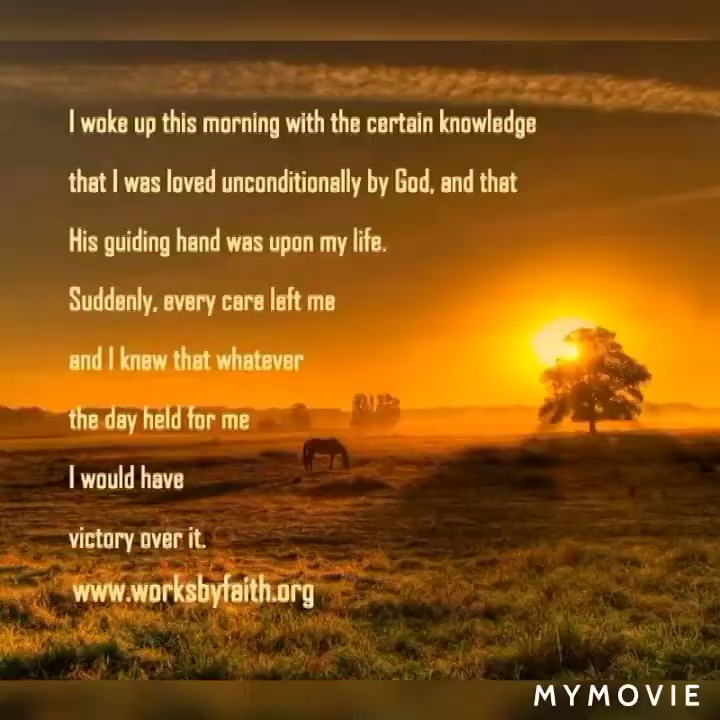 I woke up this morning with the certain knowledge
that I was loved unconditionally by God, and that
His guiding hand was upon my life.
Suddenly, every care left me
and I knew that whatever
the day held for me
I would have
victory over it.
www.worksbyfaith.org
MYMOVIE